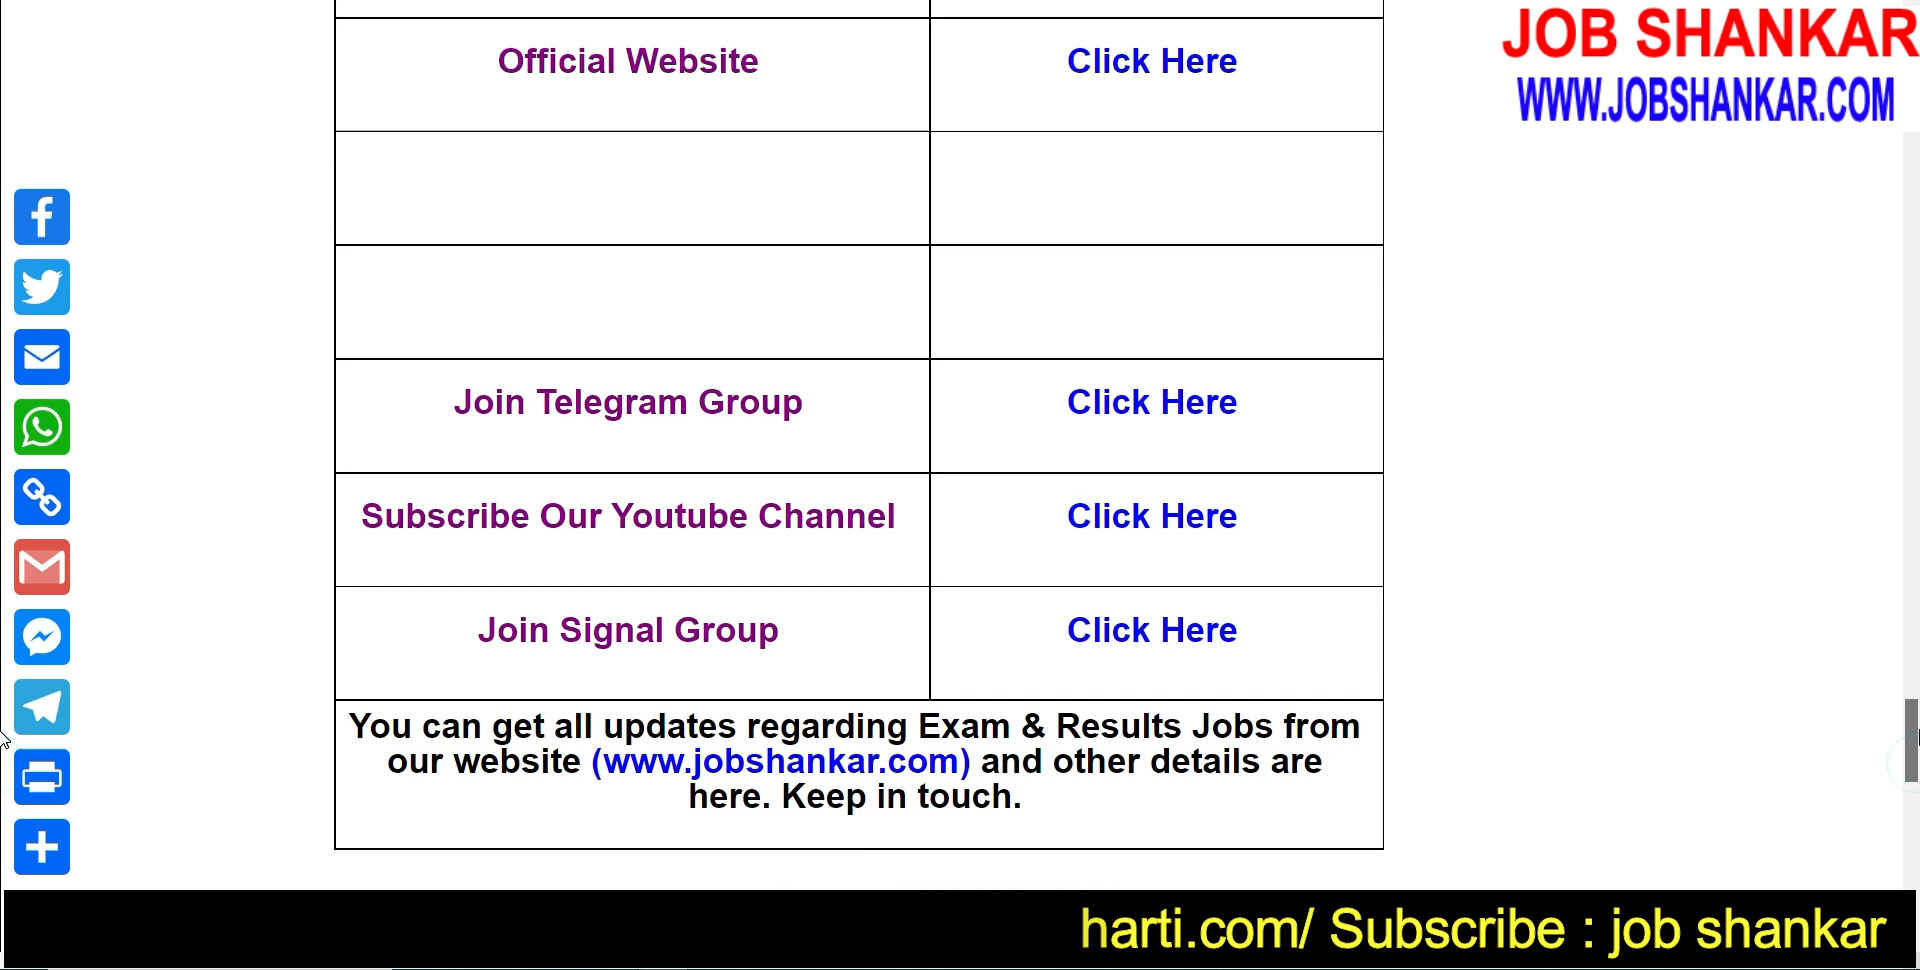 JOB SHANKAR
WWW.JOBSHANKAR.COM
Official Website Click Here
Join Telegram Group Click Here
Subscribe Our Youtube Channel Click Here
Join Signal Group Click Here
You can get all updates regarding Exam & Results Jobs from
our website (www.jobshankar.com) and other details are
here. Keep in touch.
harti.com/ Subscribe : job shankar